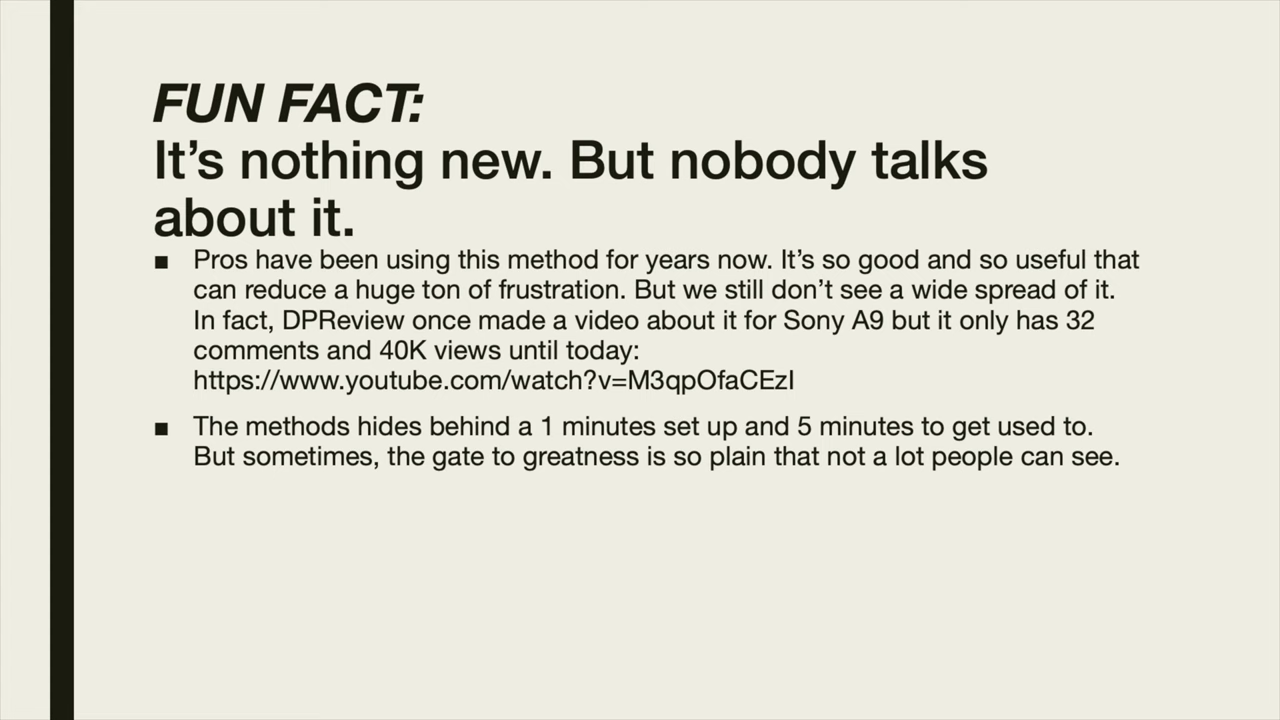 FUN FACT:
It’s nothing new. But nobody talks
about it.
■ Pros have been using this method for years now. It’s so good and so useful that
can reduce a huge ton of frustration. But we still don’t see a wide spread of it.
In fact, DPReview once made a video about it for Sony A9 but it only has 32
comments and 40K views until today:
https://www.youtube.com/watch?v=M3qpOfaCEzI
■ The methods hides behind a 1 minutes set up and 5 minutes to get used to.
But sometimes, the gate to greatness is so plain that not a lot people can see.